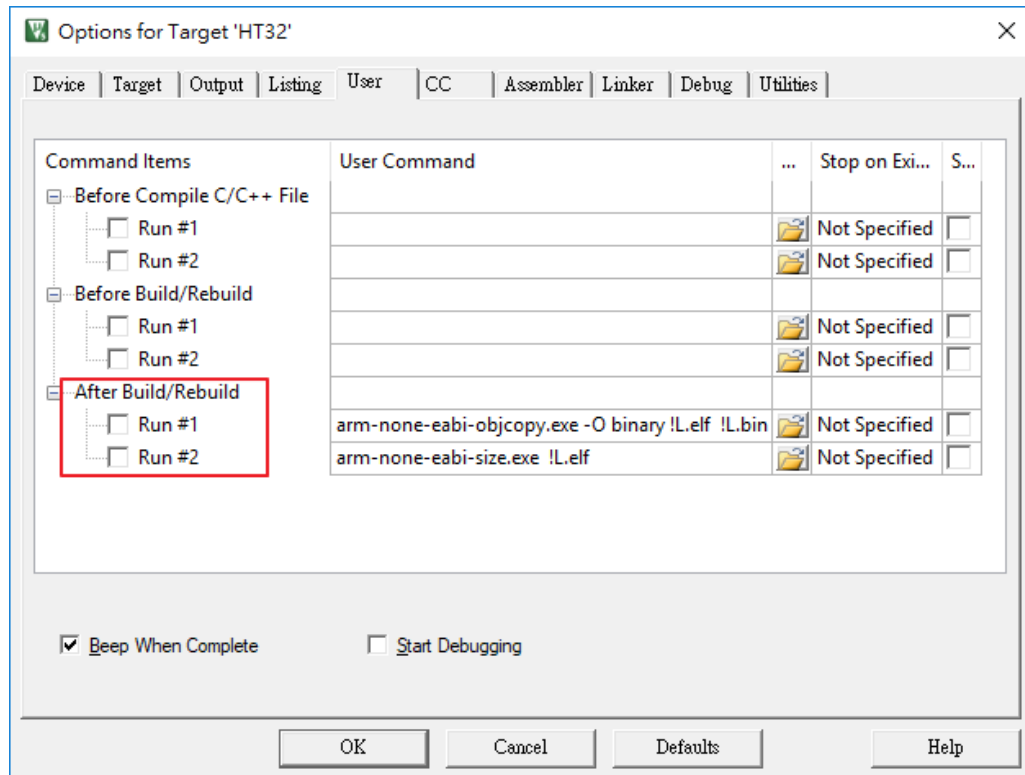 Options for Target 'HT32'
Device Target Output Listing User CC Assembler Linker Debug Utilities
Command Items User Command ... Stop on Exi... S...
Before Compile C/C++ File
Run #1 Not Specified
Run #2 Not Specified
Before Build/Rebuild
Run #1 Not Specified
Run #2 Not Specified
After Build/Rebuild
Run #1 arm-none-eabi-objcopy.exe -O binary !L.elf !L.bin Not Specified
Run #2 arm-none-eabi-size.exe !L.elf Not Specified
Beep When Complete Start Debugging
OK Cancel Defaults Help